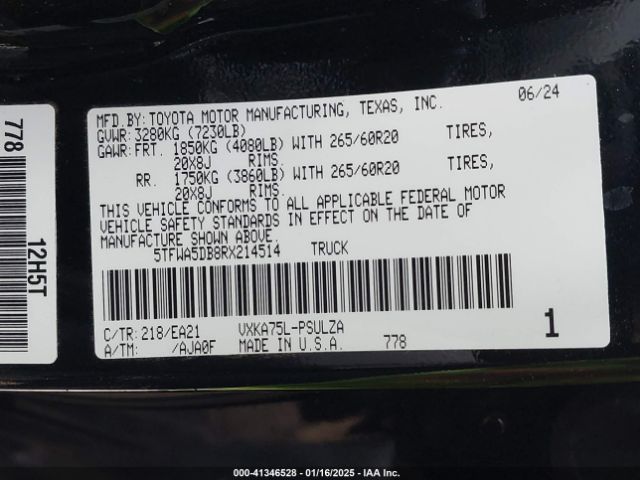 MFD. BY: TOYOTA MOTOR MANUFACTURING, TEXAS, INC. 06/24
GVWR: 3280KG (7230LB)
GAWR: FRT. 1850KG (4080LB) WITH 265/60R20 TIRES,
20X8J RIMS.
RR. 1750KG (3860LB) WITH 265/60R20 TIRES,
20X8J RIMS.
THIS VEHICLE CONFORMS TO ALL APPLICABLE FEDERAL MOTOR
VEHICLE SAFETY STANDARDS IN EFFECT ON THE DATE OF
MANUFACTURE SHOWN ABOVE
5TFWA5DB8RX214514 TRUCK
C/TR: 218/EA21 VXKA75L-PSULZA
A/TM: /AJA0F MADE IN U.S.A. 778
1
778
12H5T
VXX-OOOO-41346528 - 01/16/2025 - IAA